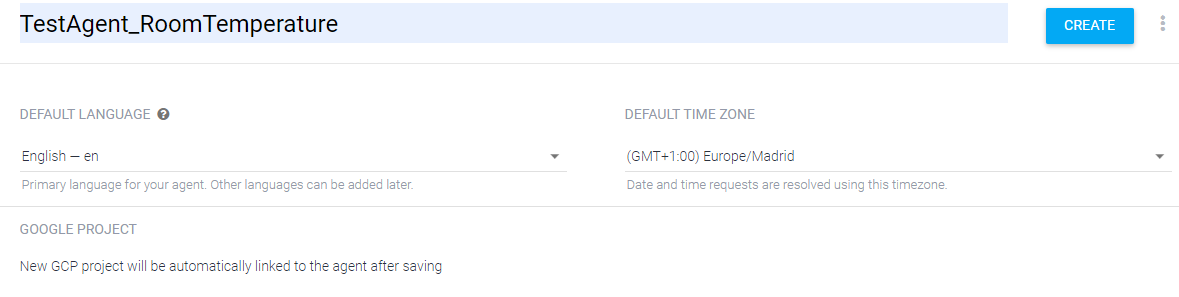 TestAgent_RoomTemperature
CREATE
DEFAULT LANGUAGE
DEFAULT TIME ZONE
English — en
(GMT+1:00) Europe/Madrid
Primary language for your agent. Other languages can be added later.
Date and time requests are resolved using this timezone.
GOOGLE PROJECT
New GCP project will be automatically linked to the agent after saving